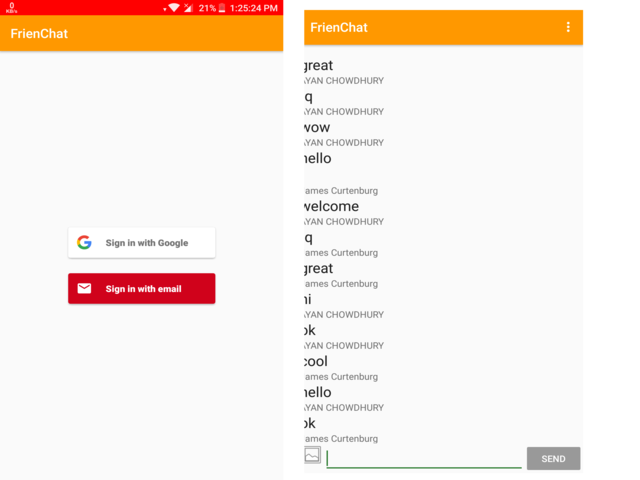 0
KB/s
21% 1:25:24 PM
FrienChat
Sign in with Google
Sign in with email
FrienChat
great
AYAN CHOWDHURY
q
AYAN CHOWDHURY
wow
AYAN CHOWDHURY
hello
ames Curtenburg
welcome
AYAN CHOWDHURY
q
ames Curtenburg
great
ames Curtenburg
hi
AYAN CHOWDHURY
ok
AYAN CHOWDHURY
cool
ames Curtenburg
hello
AYAN CHOWDHURY
ok
ames Curtenburg
SEND